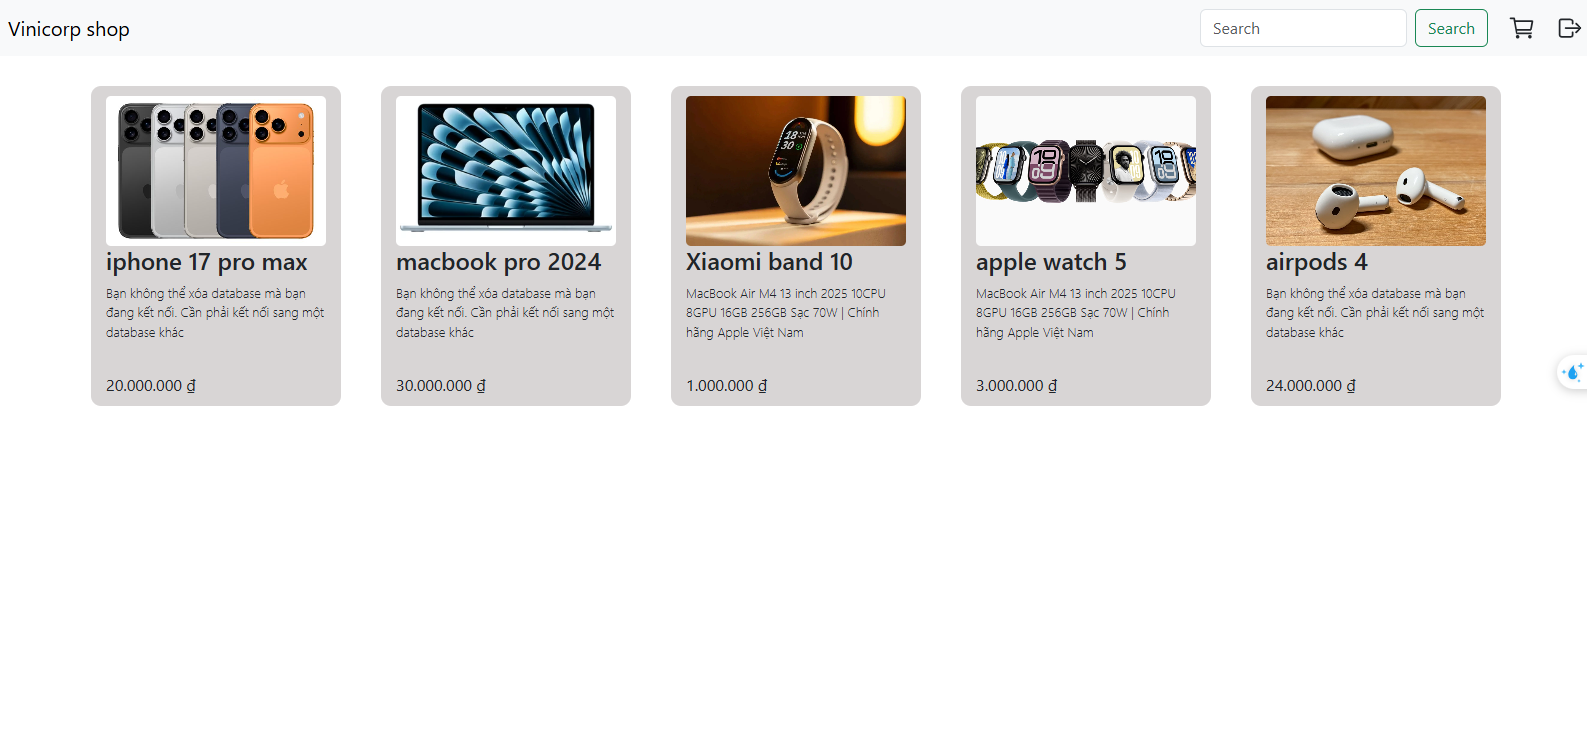 Vinicorp shop
Search
Search
iphone 17 pro max
Bạn không thể xóa database mà bạn
đang kết nối. Cần phải kết nối sang một
database khác
20.000.000 ₫
macbook pro 2024
Bạn không thể xóa database mà bạn
đang kết nối. Cần phải kết nối sang một
database khác
30.000.000 ₫
18
30
Xiaomi band 10
MacBook Air M4 13 inch 2025 10CPU
8GPU 16GB 256GB Sạc 70W | Chính
hãng Apple Việt Nam
1.000.000 ₫
10
09
apple watch 5
MacBook Air M4 13 inch 2025 10CPU
8GPU 16GB 256GB Sạc 70W | Chính
hãng Apple Việt Nam
3.000.000 ₫
airpods 4
Bạn không thể xóa database mà bạn
đang kết nối. Cần phải kết nối sang một
database khác
24.000.000 ₫